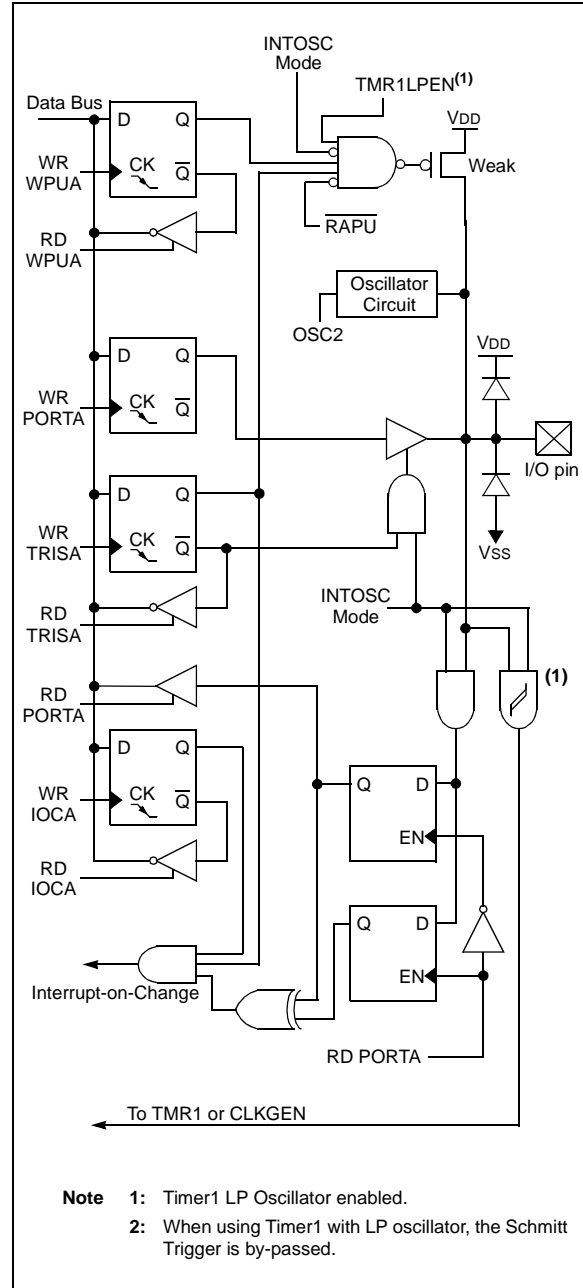 INTOSC
Mode
TMR1LPEN(1)
Data Bus
D Q
VDD
WR
WPUA
CK Q
Weak
RD
WPUA
RAPU
Oscillator
Circuit
OSC2
VDD
D Q
WR
PORTA
CK Q
I/O pin
D Q
WR
TRISA
CK Q
VSS
INTOSC
Mode
RD
TRISA
(1)
RD
PORTA
D Q
Q D
WR
IOCA
CK Q
EN
RD
IOCA
Q D
EN
Interrupt-on-Change
RD PORTA
To TMR1 or CLKGEN
Note 1: Timer1 LP Oscillator enabled.
2: When using Timer1 with LP oscillator, the Schmitt
Trigger is by-passed.